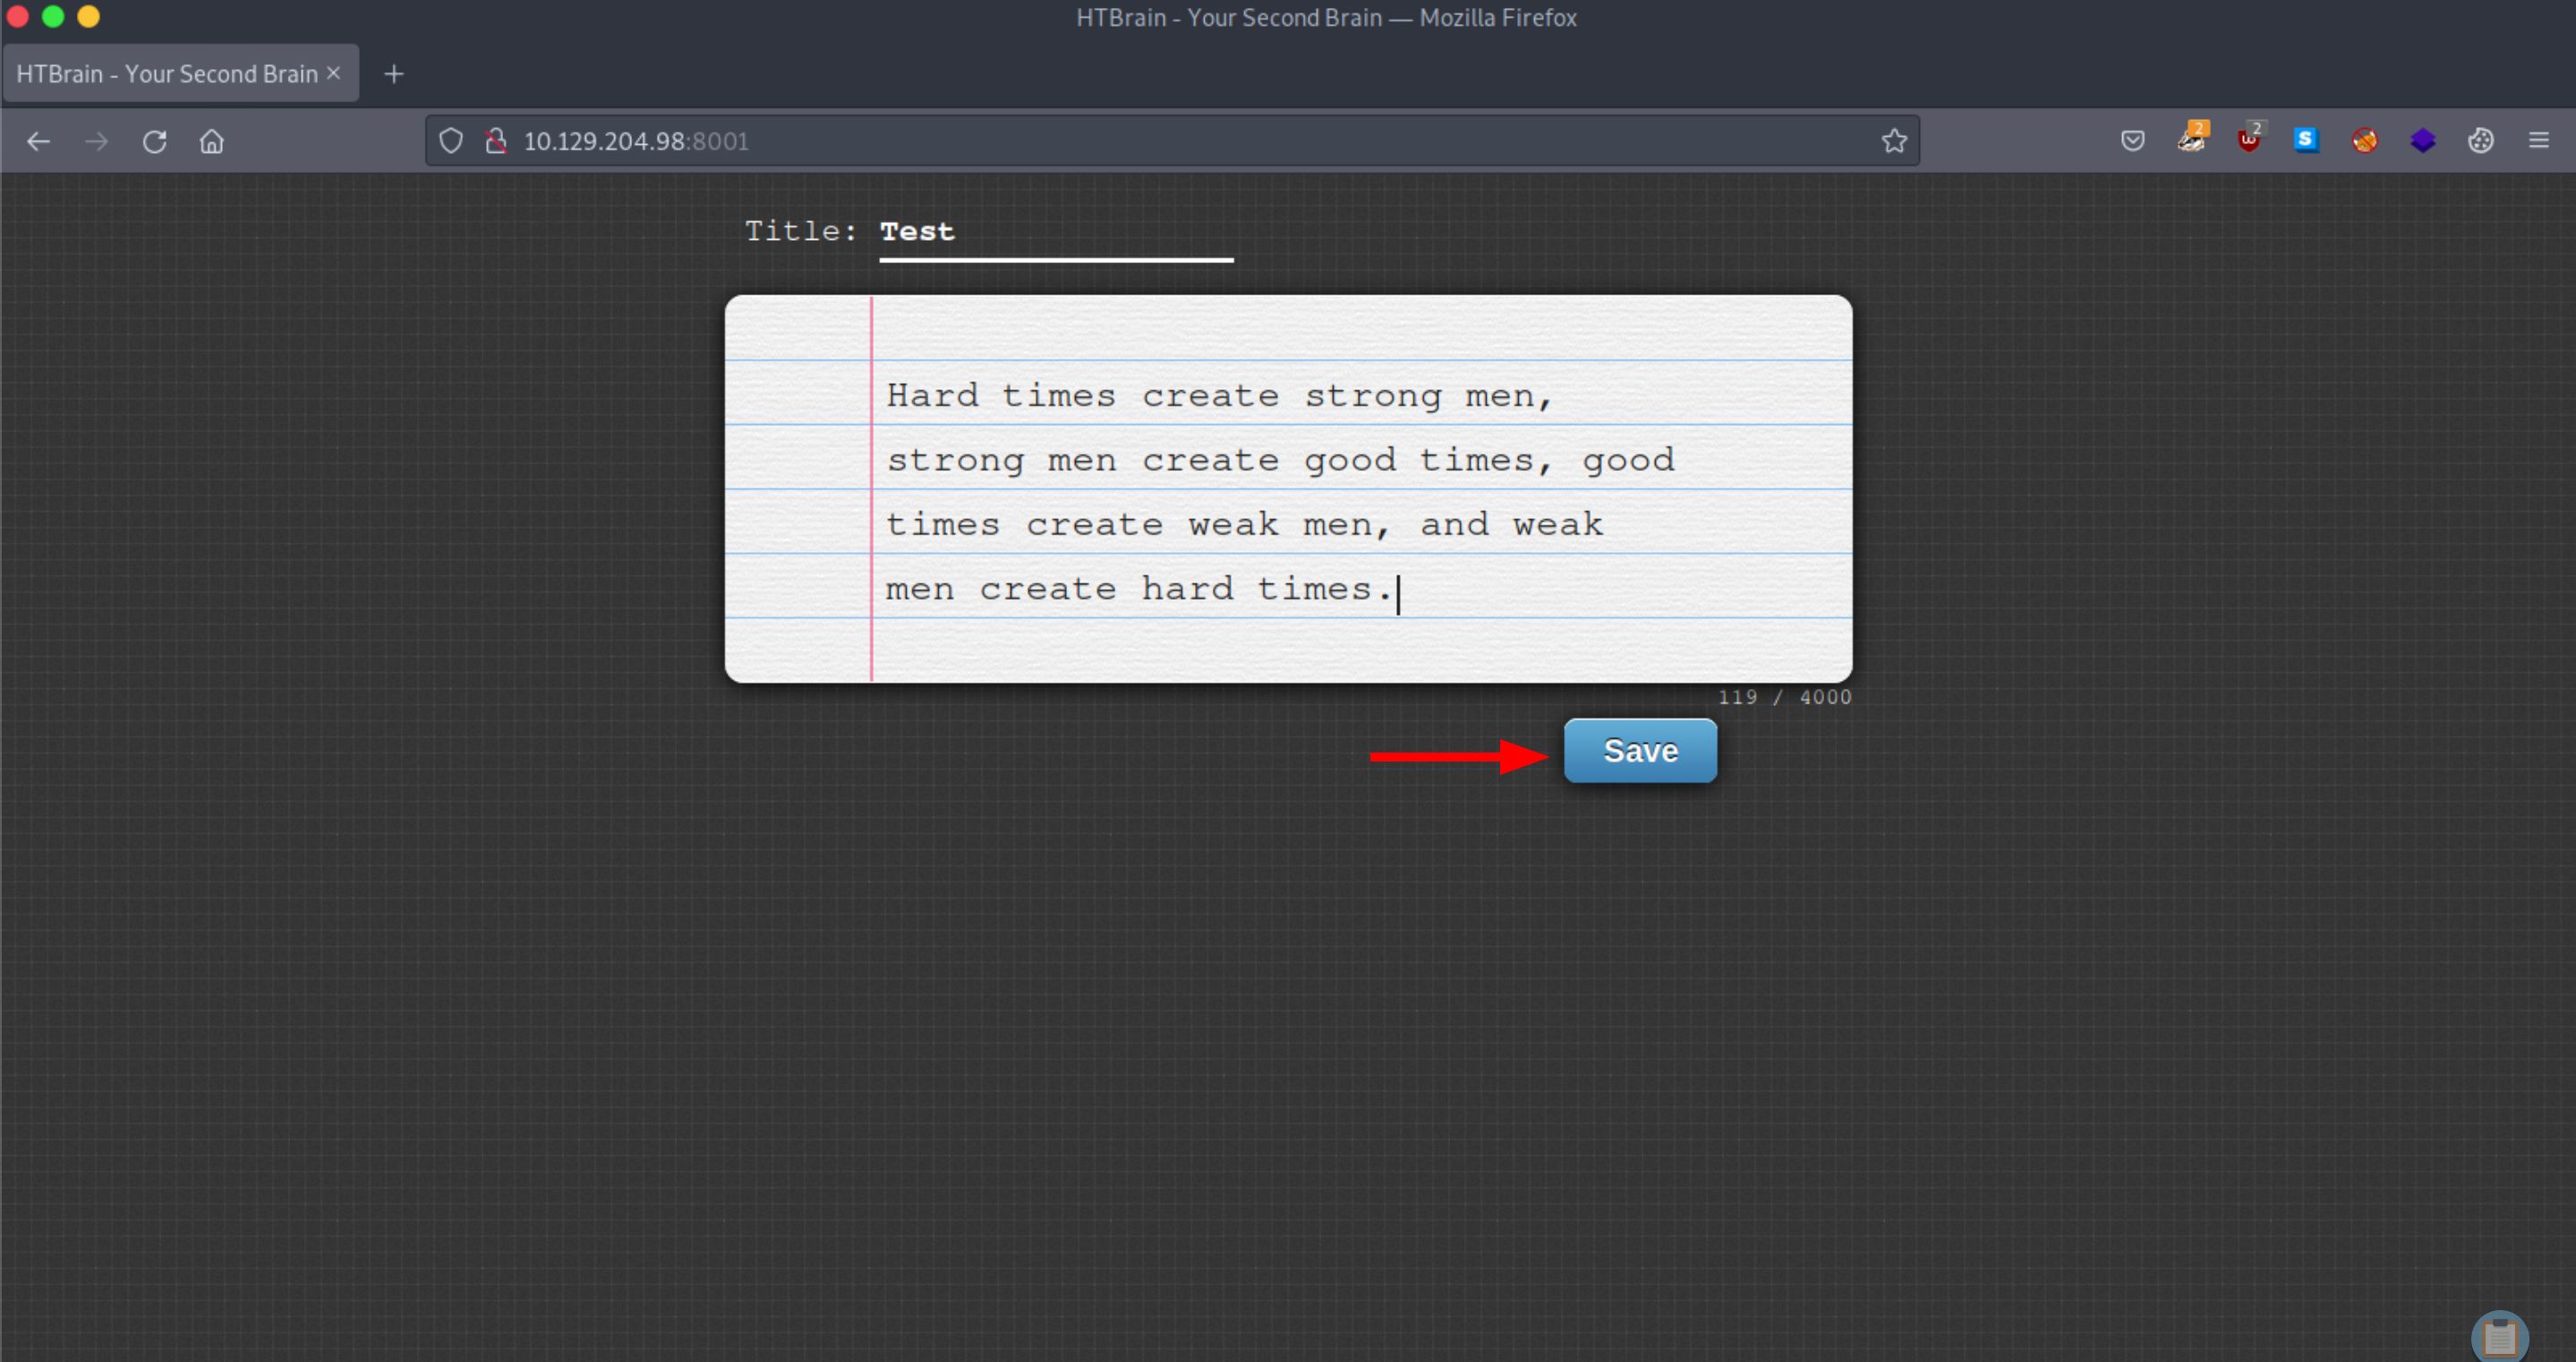 HTBrain - Your Second Brain — Mozilla Firefox
HTBrain - Your Second Brain
10.129.204.98:8001
2
2
S
Title: Test
Hard times create strong men,
strong men create good times, good
times create weak men, and weak
men create hard times.
119 / 4000
Save